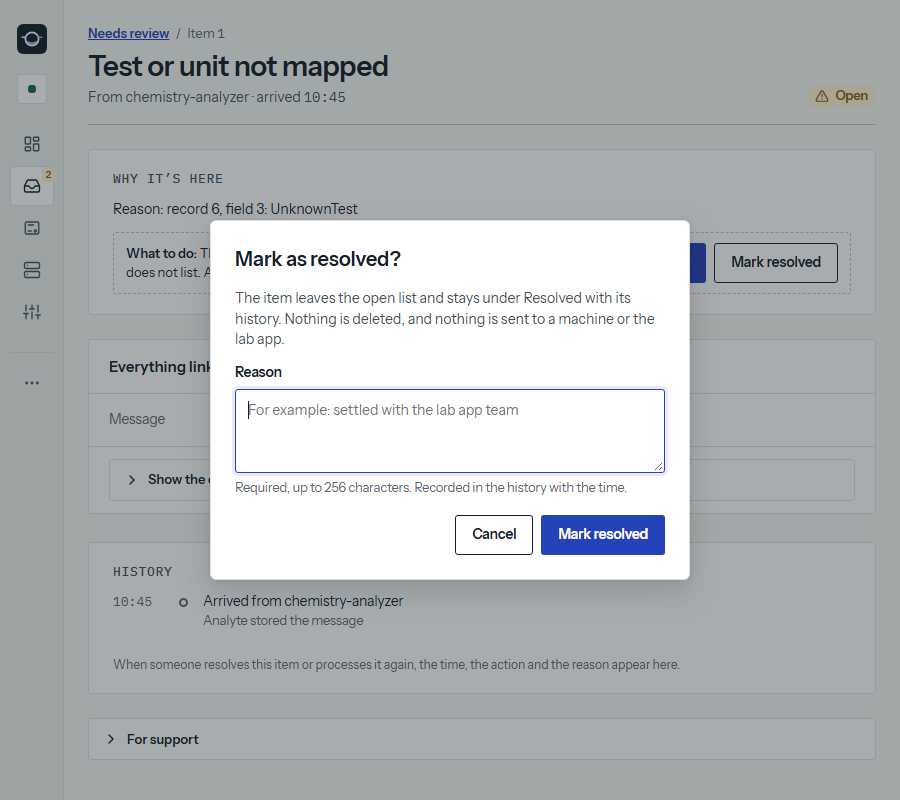 Needs review / Item 1
Test or unit not mapped
From chemistry-analyzer · arrived 10:45
Open
2
WHY IT’S HERE
Reason: record 6, field 3: UnknownTest
What to do:
does not list.
Mark resolved
Mark as resolved?
The item leaves the open list and stays under Resolved with its
history. Nothing is deleted, and nothing is sent to a machine or the
lab app.
Reason
For example: settled with the lab app team
Required, up to 256 characters. Recorded in the history with the time.
Cancel
Mark resolved
Everything
Message
Show the
HISTORY
10:45
Arrived from chemistry-analyzer
Analyte stored the message
When someone resolves this item or processes it again, the time, the action and the reason appear here.
For support